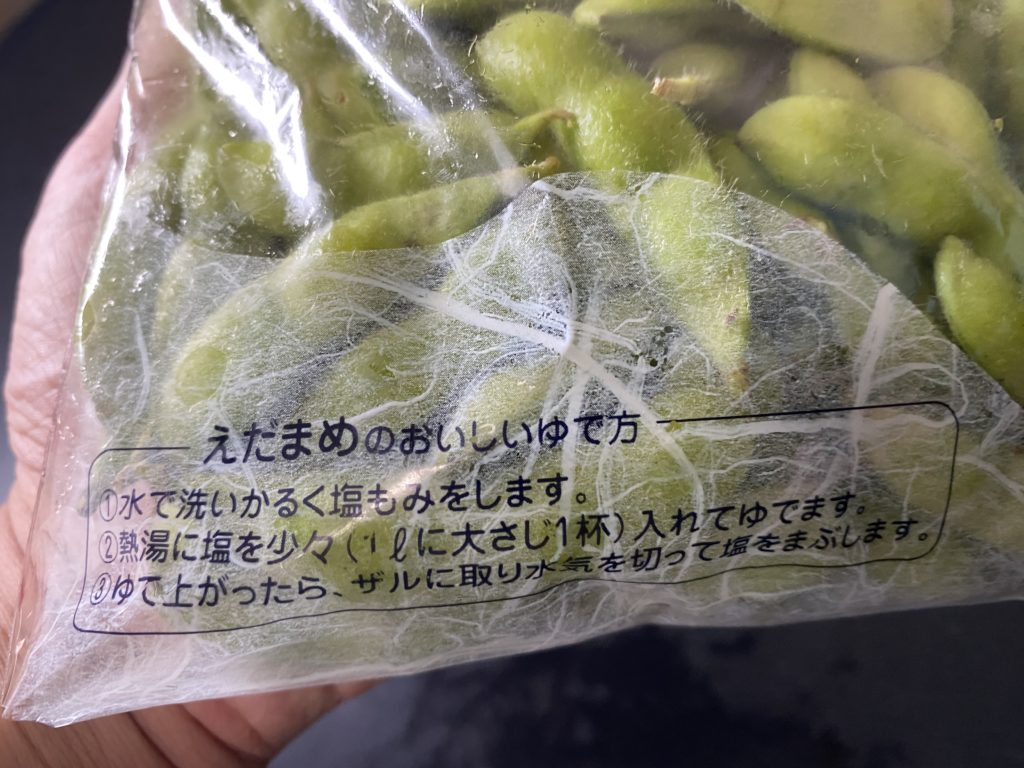 えだまめのおいしいゆで方
①水で洗いかるく塩もみをします。
②熱湯に塩を少々(1ℓに大さじ1杯)入れてゆでます。
③ゆで上がったら、ザルに取り水気を切って塩をまぶします。